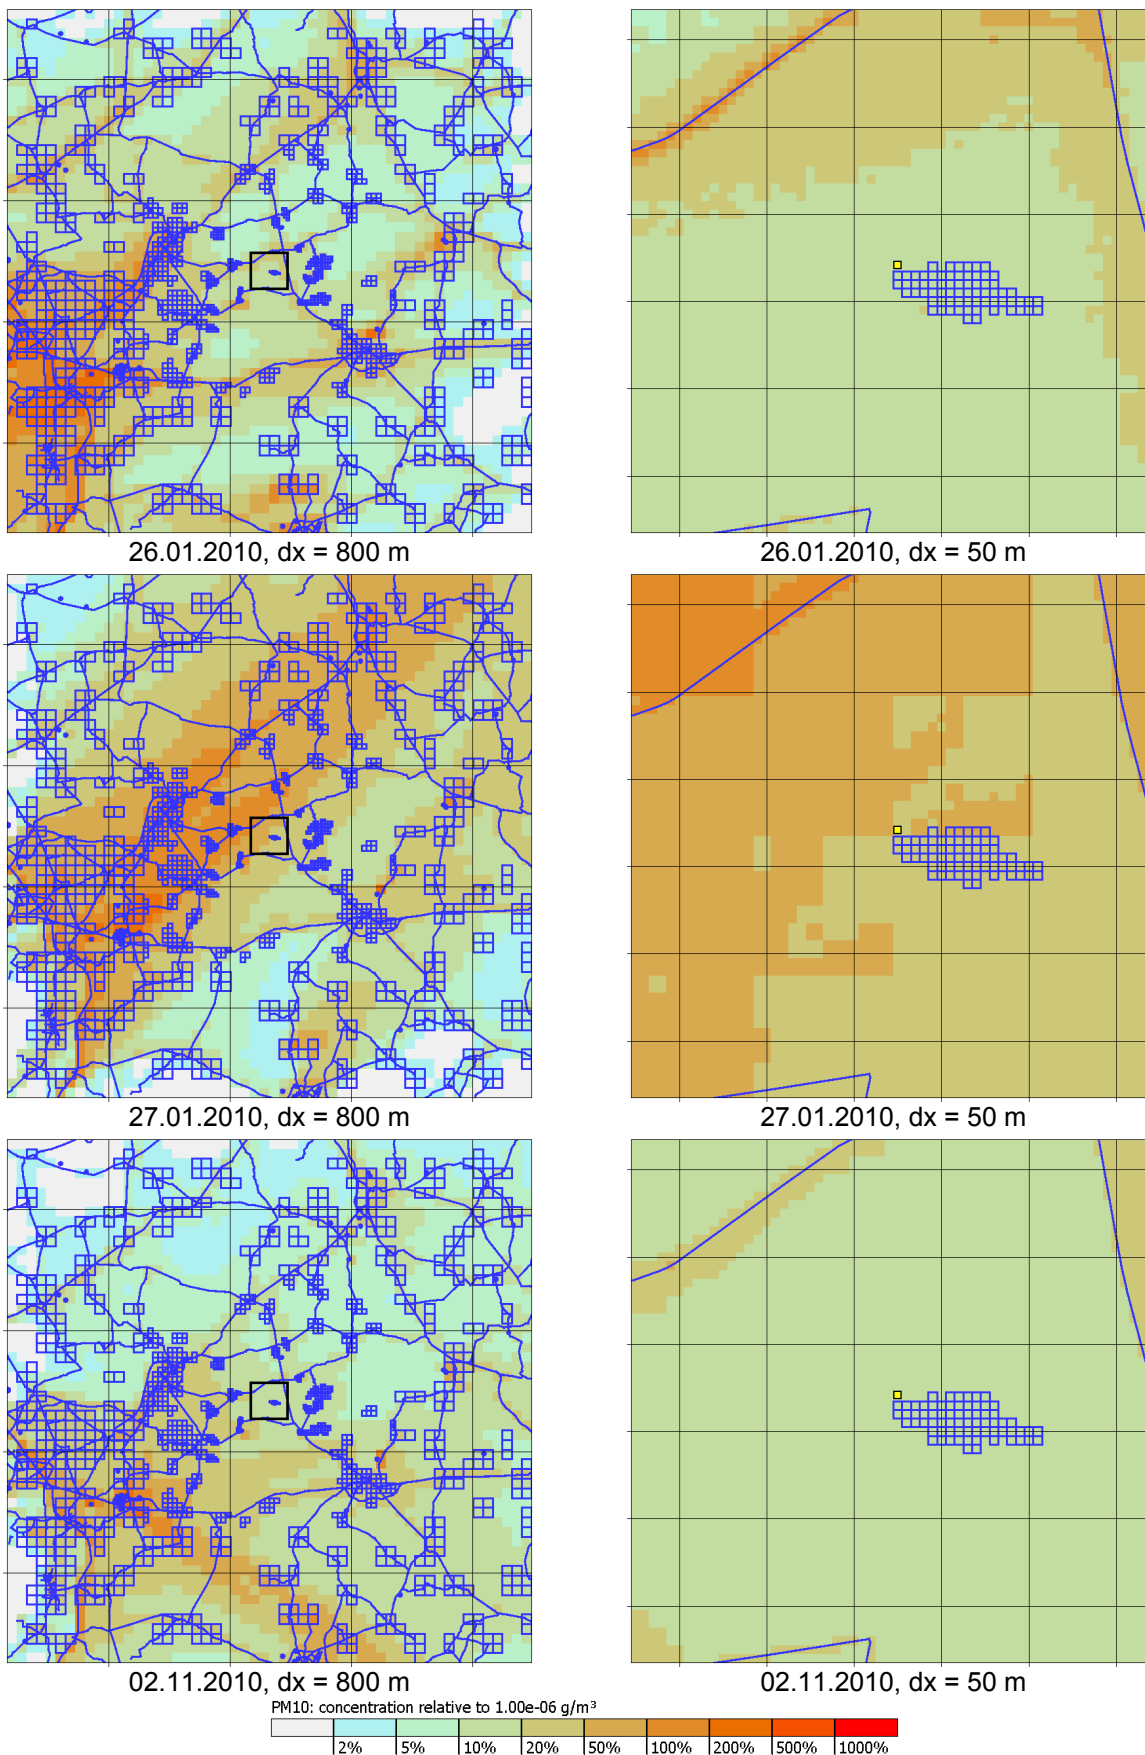 26.01.2010, dx = 800 m
26.01.2010, dx = 50 m
27.01.2010, dx = 800 m
27.01.2010, dx = 50 m
02.11.2010, dx = 800 m
02.11.2010, dx = 50 m
PM10: concentration relative to 1.00e-06 g/m³
2% 5% 10% 20% 50% 100% 200% 500% 1000%